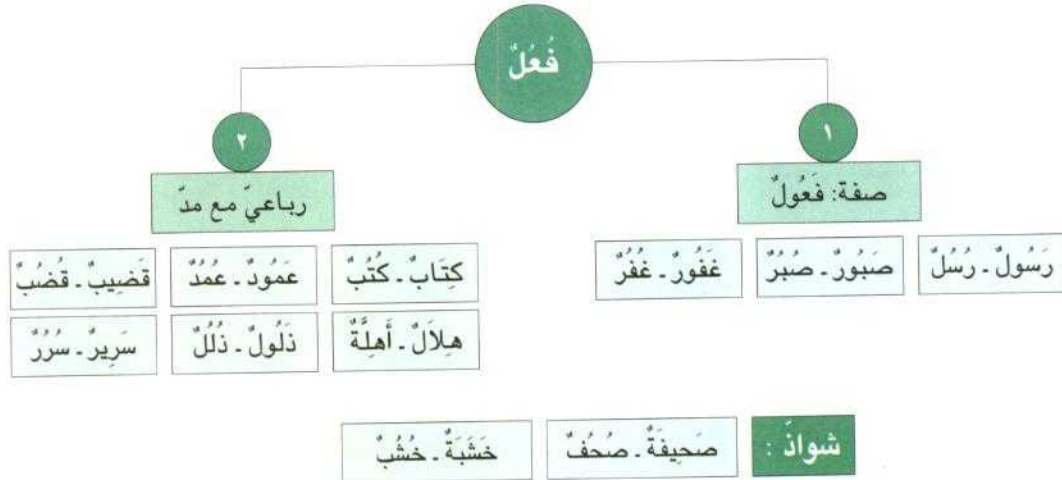 فُعُلٌ
١
صفة: فَعُولٌ
رَسُولٌ - رُسُلٌ
صَبُورٌ - صُبُرٌ
غَفُورٌ - غُفُرٌ
٢
رباعيّ مع مدّ
كِتَابٌ - كُتُبٌ
عَمُودٌ - عُمُدٌ
قَضِيبٌ - قُضُبٌ
هِلَالٌ - أَهِلَّةٌ
ذَلُولٌ - ذُلُلٌ
سَرِيرٌ - سُرُرٌ
شواذّ :
صَحِيفَةٌ - صُحُفٌ
خَشَبَةٌ - خُشُبٌ